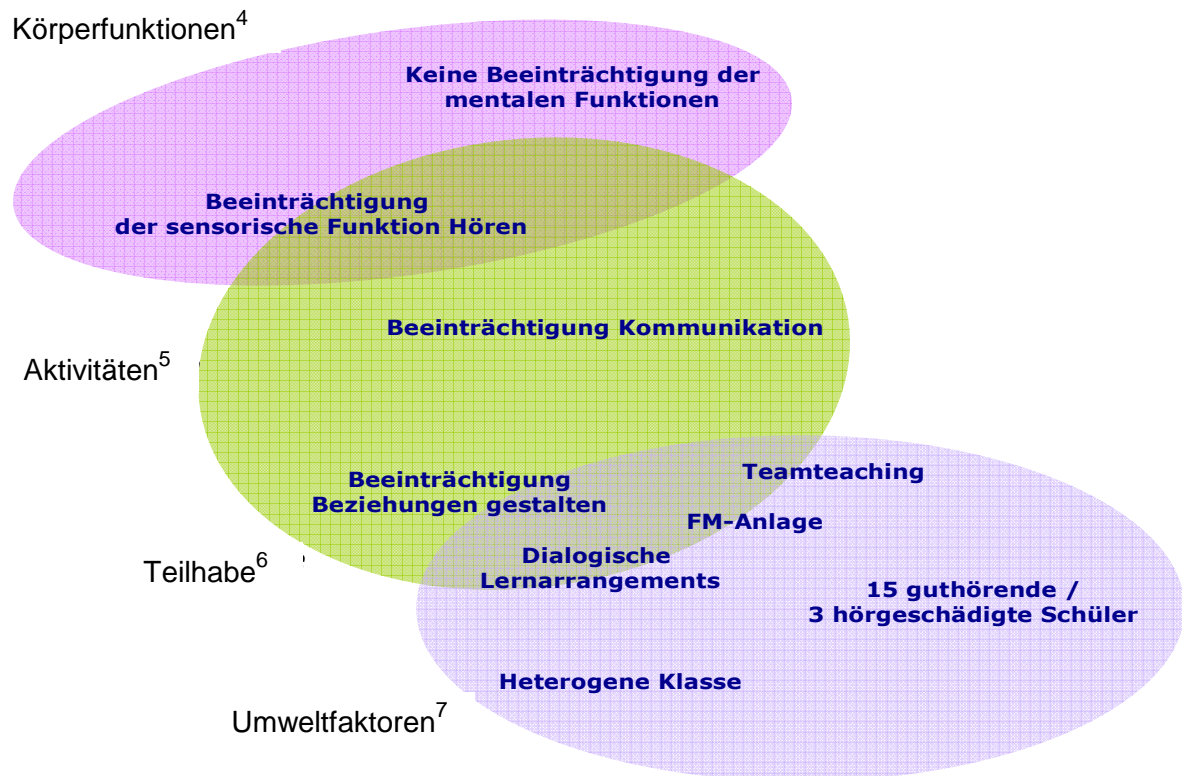 Körperfunktionen⁴
Keine Beeinträchtigung der
mentalen Funktionen
Beeinträchtigung
der sensorische Funktion Hören
Beeinträchtigung Kommunikation
Aktivitäten⁵
Teamteaching
Beeinträchtigung
Beziehungen gestalten
FM-Anlage
Teilhabe⁶
Dialogische
Lernarrangements
15 guthörende /
3 hörgeschädigte Schüler
Heterogene Klasse
Umweltfaktoren⁷